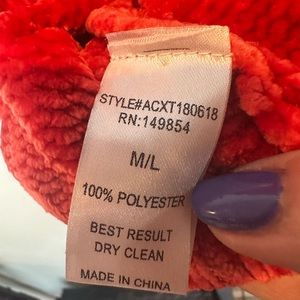 STYLE#ACXT180618
RN:149854
M/L
100% POLYESTER
BEST RESULT
DRY CLEAN
MADE IN CHINA